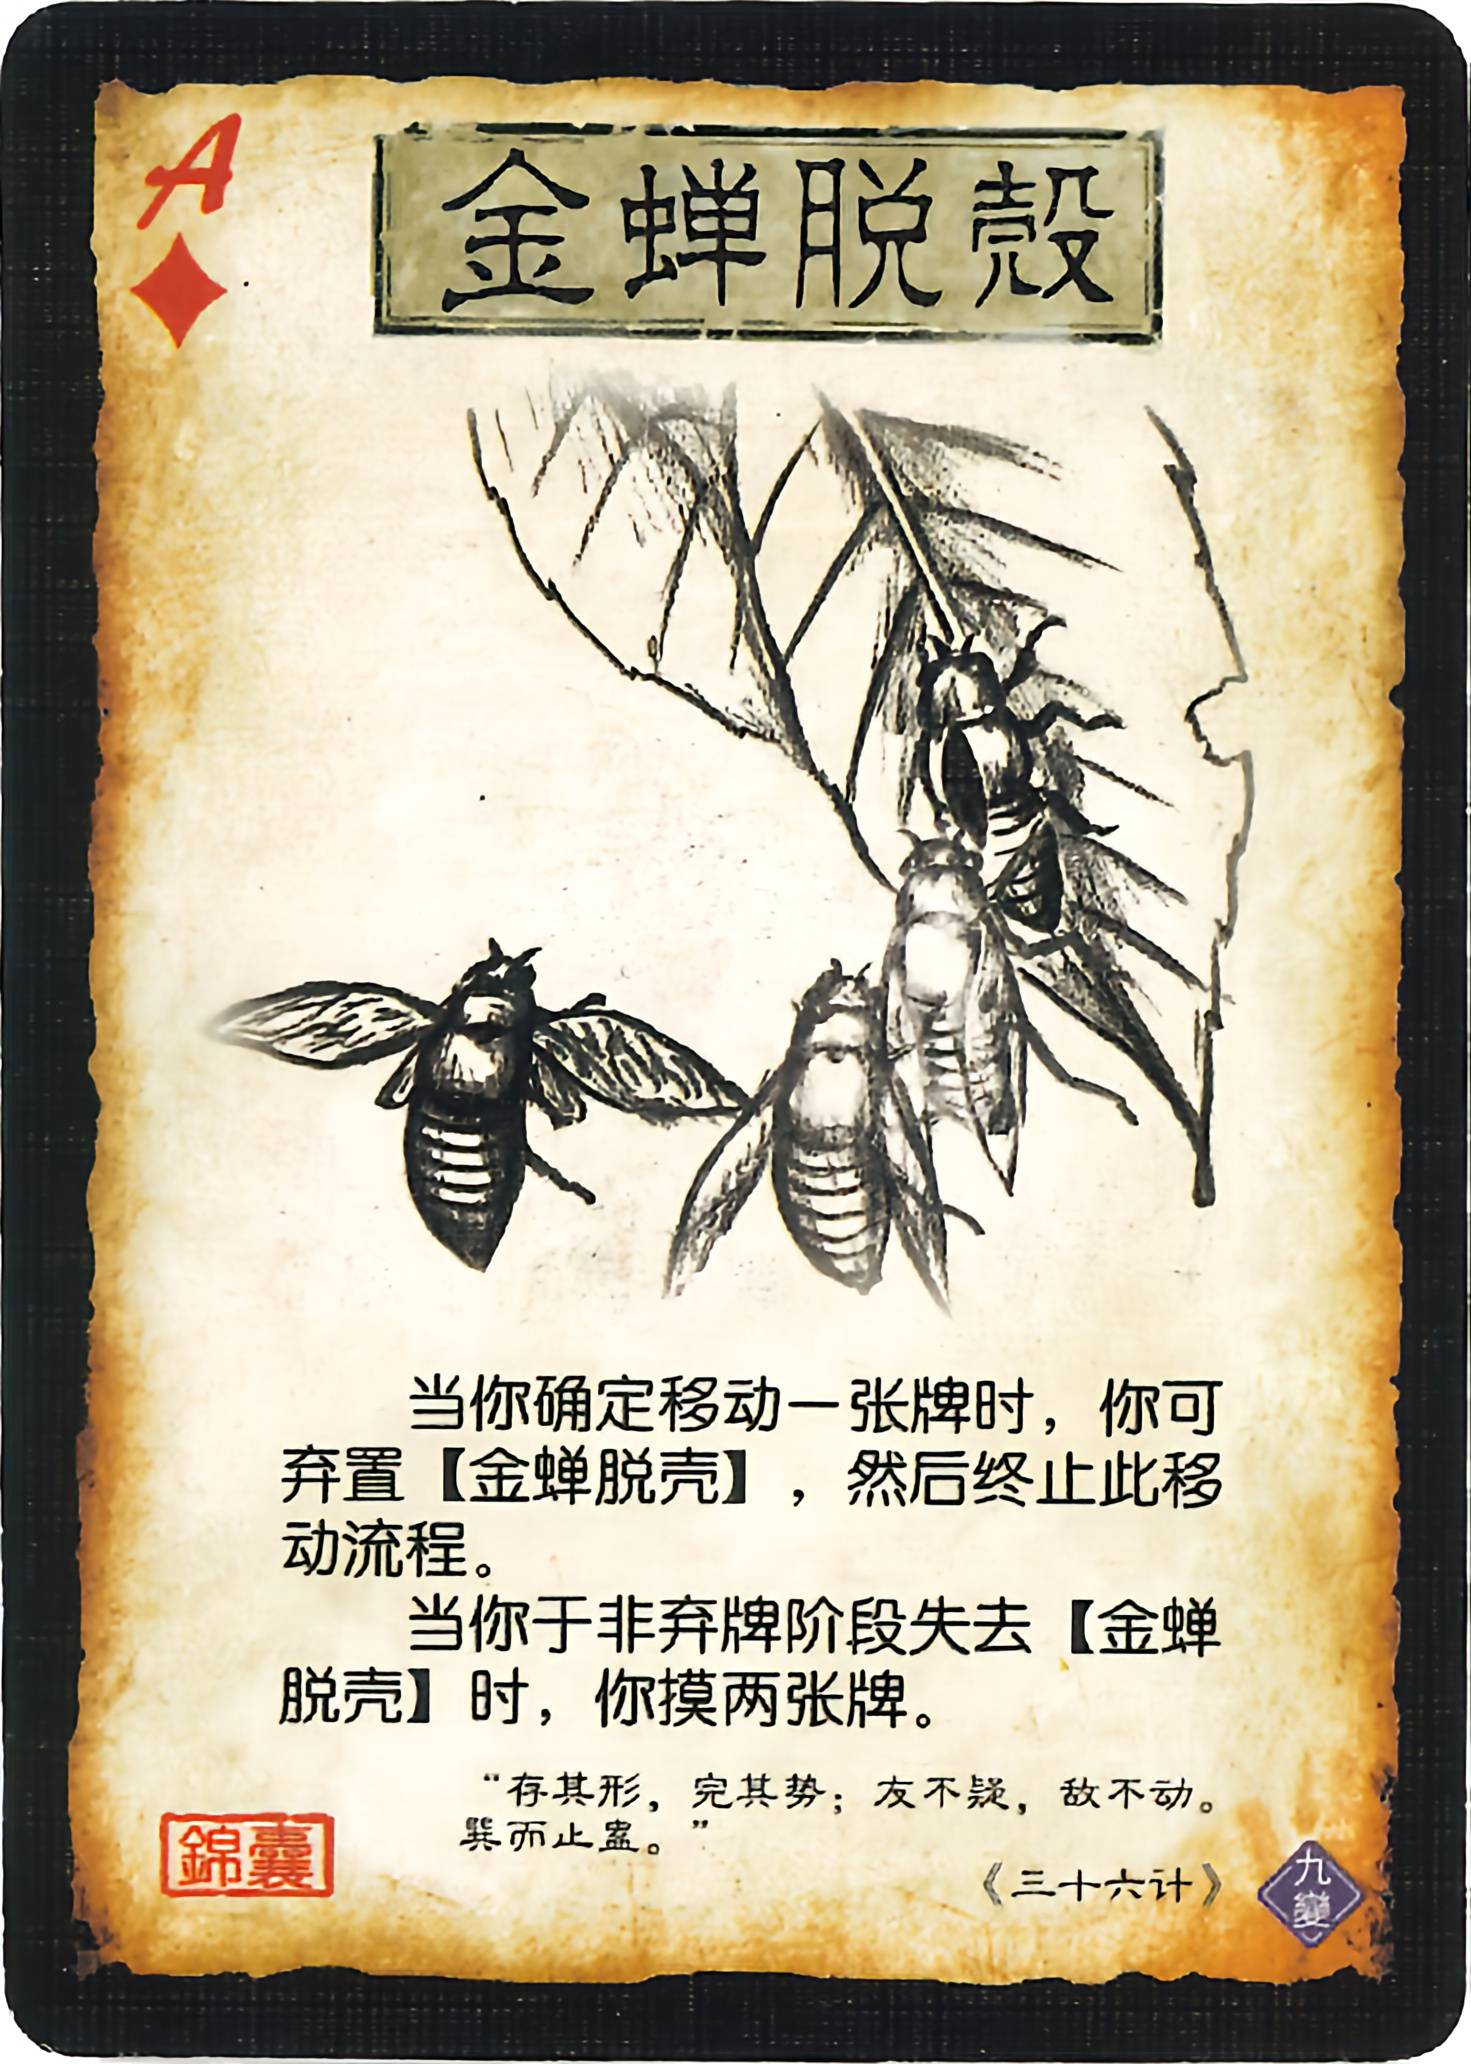 A
金蝉脱殻
当你确定移动一张牌时，你可
弃置【金蝉脱壳】，然后终止此移
动流程。
当你于非弃牌阶段失去【金蝉
脱壳】时，你摸两张牌。
“存其形，完其势；友不疑，敌不动。
巽而止蛊。”
《三十六计》
錦囊
九
變